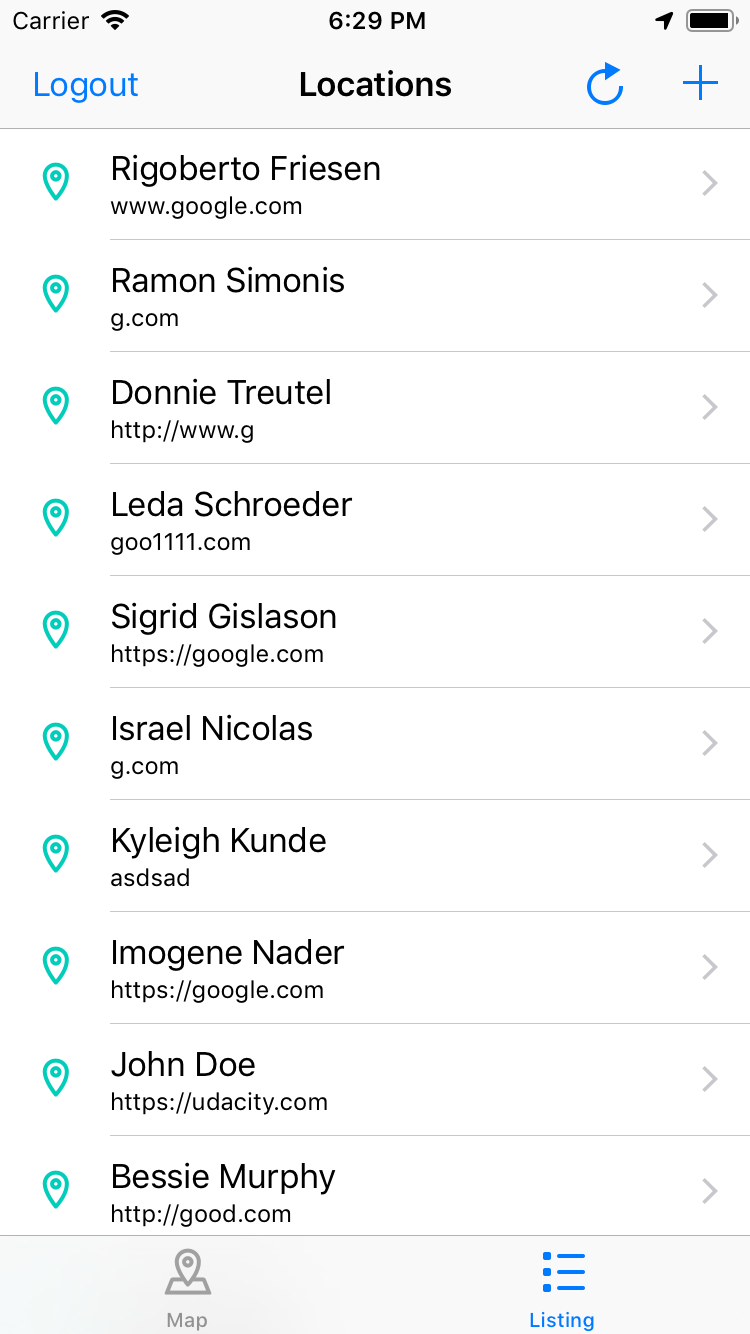 Carrier 6:29 PM
Logout Locations
Rigoberto Friesen
www.google.com
Ramon Simonis
g.com
Donnie Treutel
http://www.g
Leda Schroeder
goo1111.com
Sigrid Gislason
https://google.com
Israel Nicolas
g.com
Kyleigh Kunde
asdsad
Imogene Nader
https://google.com
John Doe
https://udacity.com
Bessie Murphy
http://good.com
Map Listing